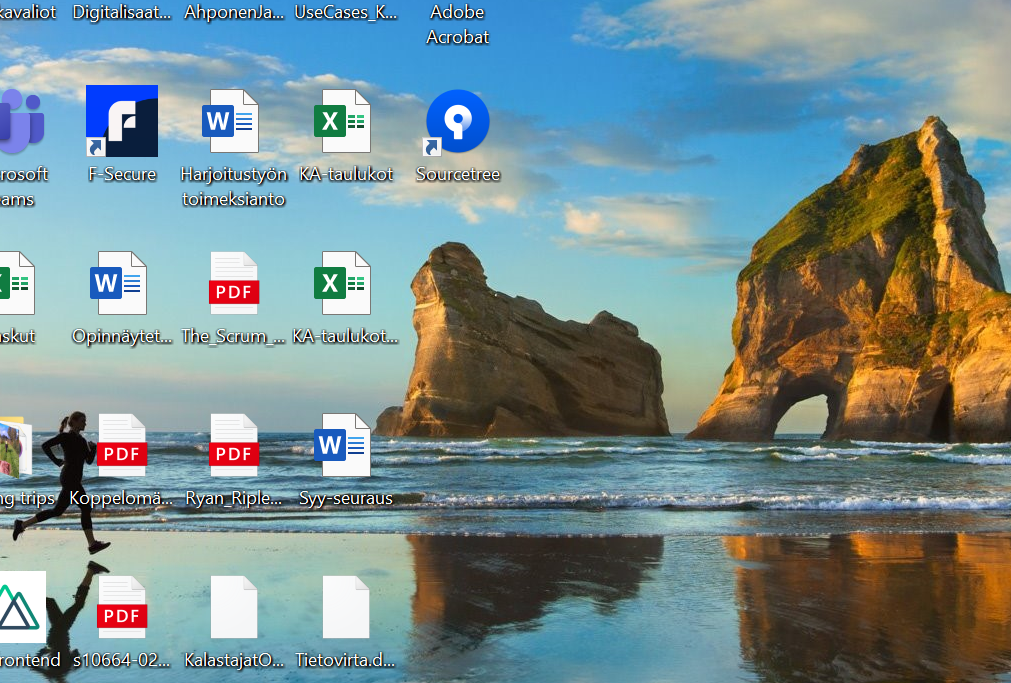 kavaliot Digitalisaat... AhponenJa... UseCases_K... Adobe
Acrobat
rosoft F-Secure Harjoitustyön KA-taulukot Sourcetree
ams toimeksianto
W X
X W PDF X
skut Opinnäytet... The_Scrum_... KA-taulukot...
PDF PDF W
ng trips Koppelomä... Ryan_Riple... Syy-seuraus
PDF
rontend s10664-02... KalastajatO... Tietovirta.d...